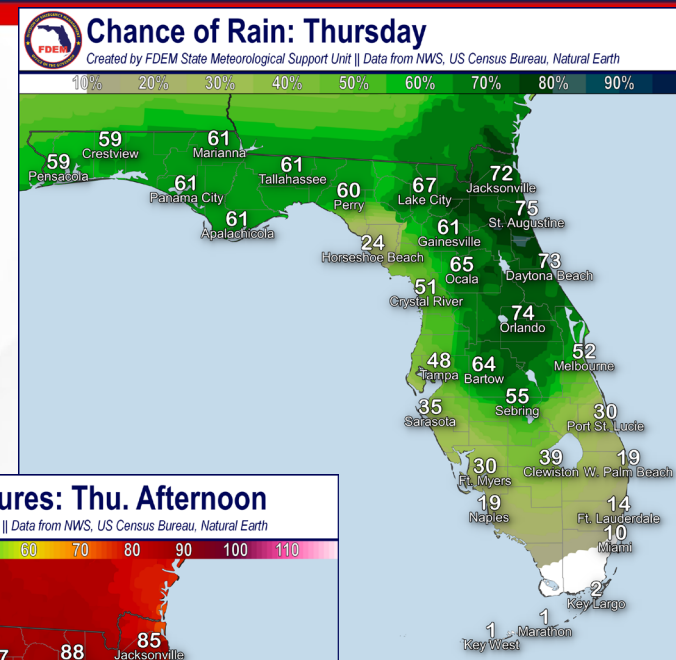 FDEM
Chance of Rain: Thursday
Created by FDEM State Meteorological Support Unit || Data from NWS, US Census Bureau, Natural Earth
10% 20% 30% 40% 50% 60% 70% 80% 90%
59
Crestview
61
Marianna
59
Pensacola
61
Tallahassee
72
Jacksonville
61
Panama City
60
Perry
67
Lake City
75
St. Augustine
61
Apalachicola
61
Gainesville
24
Horseshoe Beach
65
Ocala
73
Daytona Beach
51
Crystal River
74
Orlando
48
Tampa
64
Bartow
52
Melbourne
55
Sebring
35
Sarasota
30
Port St. Lucie
30
Ft. Myers
39
Clewiston
19
W. Palm Beach
19
Naples
14
Ft. Lauderdale
10
Miami
2
Key Largo
1
Marathon
1
Key West
ures: Thu. Afternoon
|| Data from NWS, US Census Bureau, Natural Earth
60 70 80 90 100 110
85
Jacksonville
7 88